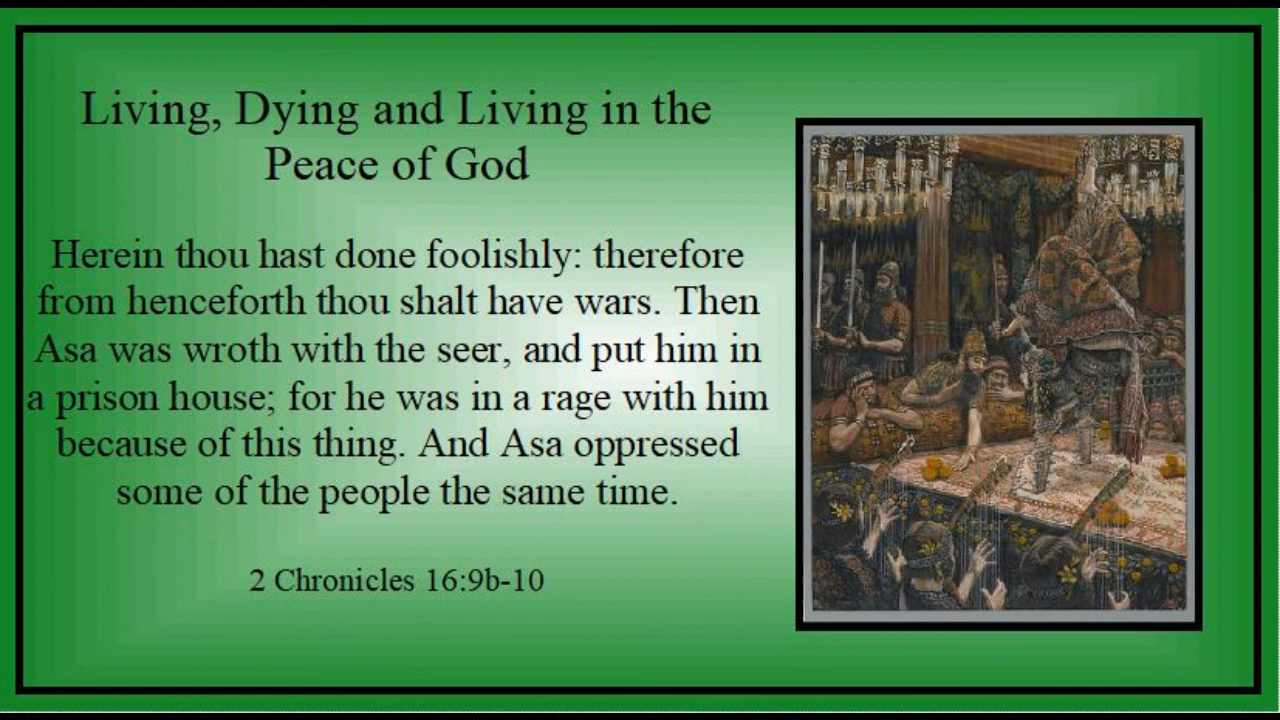 Living, Dying and Living in the
Peace of God
Herein thou hast done foolishly: therefore
from henceforth thou shalt have wars. Then
Asa was wroth with the seer, and put him in
a prison house; for he was in a rage with him
because of this thing. And Asa oppressed
some of the people the same time.
2 Chronicles 16:9b-10